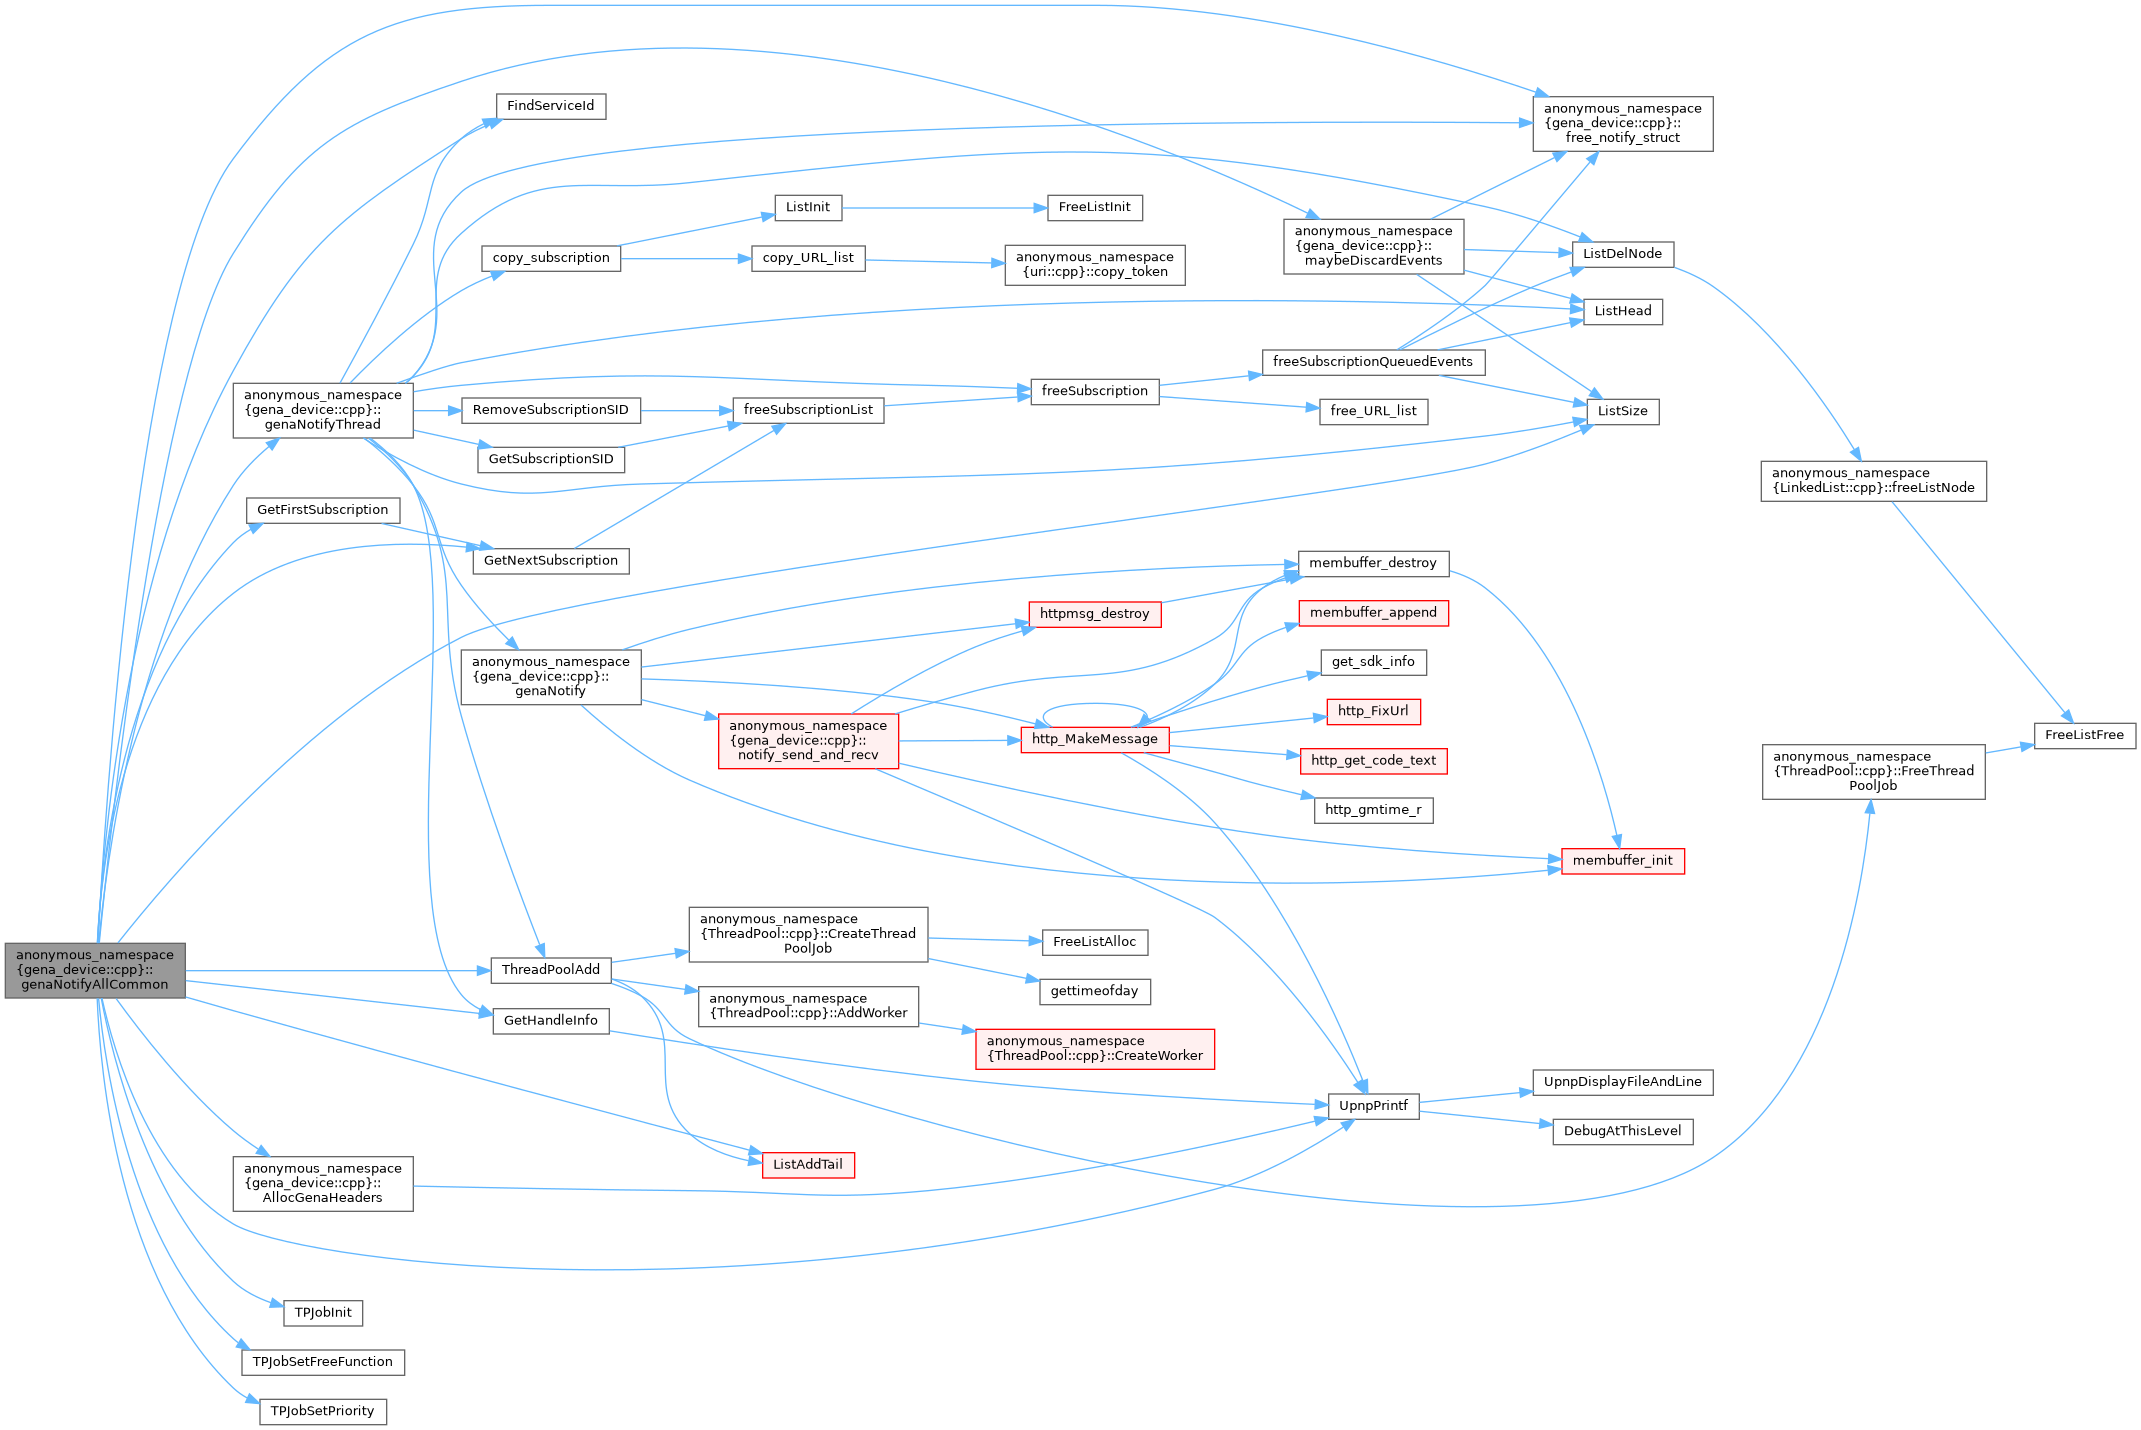 anonymous_namespace
{gena_device::cpp}::
genaNotifyAllCommon
anonymous_namespace
{gena_device::cpp}::
free_notify_struct
FindServiceId
ListInit
FreeListInit
copy_subscription
copy_URL_list
anonymous_namespace
{uri::cpp}::copy_token
anonymous_namespace
{gena_device::cpp}::
maybeDiscardEvents
ListDelNode
ListHead
freeSubscriptionQueuedEvents
anonymous_namespace
{gena_device::cpp}::
genaNotifyThread
RemoveSubscriptionSID
freeSubscriptionList
freeSubscription
free_URL_list
ListSize
GetSubscriptionSID
anonymous_namespace
{LinkedList::cpp}::freeListNode
GetFirstSubscription
GetNextSubscription
membuffer_destroy
httpmsg_destroy
membuffer_append
anonymous_namespace
{gena_device::cpp}::
genaNotify
get_sdk_info
anonymous_namespace
{gena_device::cpp}::
notify_send_and_recv
http_MakeMessage
http_FixUrl
http_get_code_text
http_gmtime_r
FreeListFree
anonymous_namespace
{ThreadPool::cpp}::FreeThread
PoolJob
membuffer_init
anonymous_namespace
{ThreadPool::cpp}::CreateThread
PoolJob
FreeListAlloc
ThreadPoolAdd
gettimeofday
anonymous_namespace
{ThreadPool::cpp}::AddWorker
GetHandleInfo
anonymous_namespace
{ThreadPool::cpp}::CreateWorker
UpnpPrintf
UpnpDisplayFileAndLine
DebugAtThisLevel
ListAddTail
anonymous_namespace
{gena_device::cpp}::
AllocGenaHeaders
TPJobInit
TPJobSetFreeFunction
TPJobSetPriority